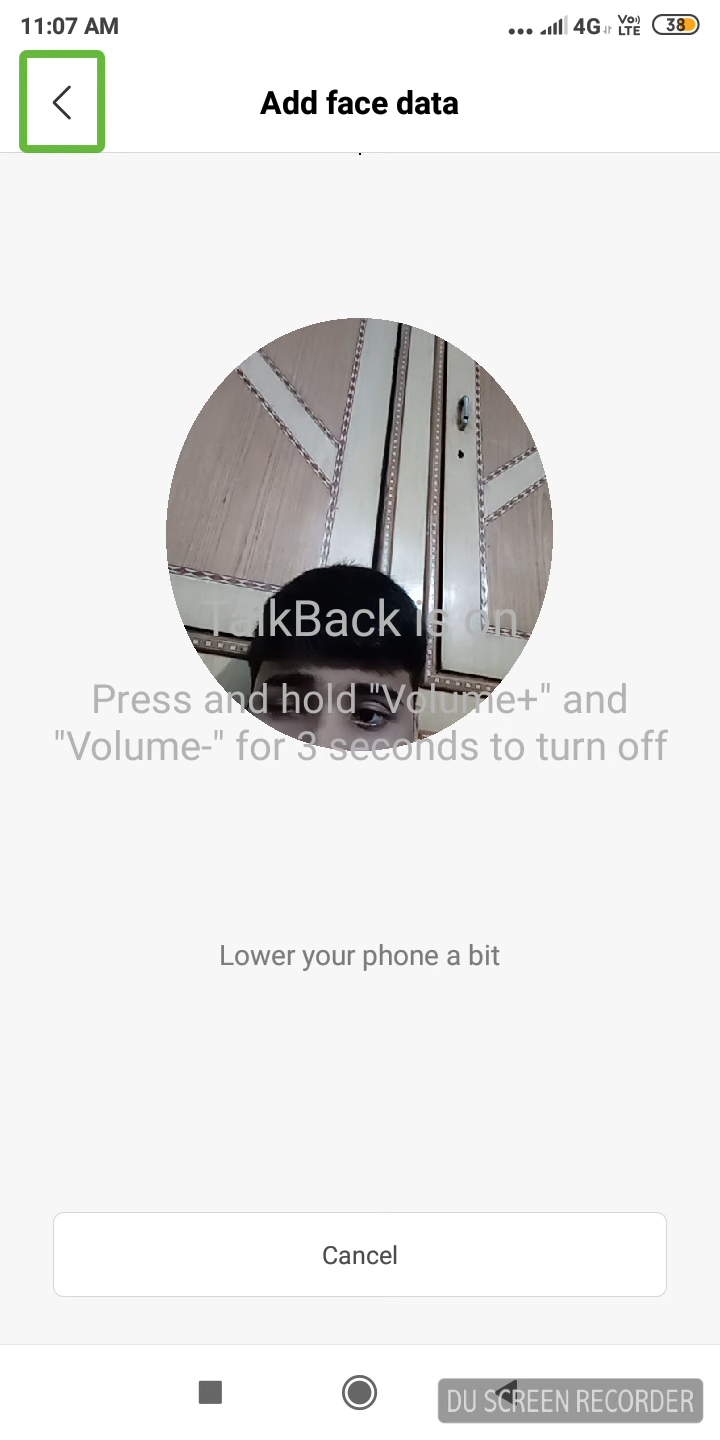 11:07 AM
4G Vo)) LTE 38
Add face data
TalkBack is on
Press and hold "Volume+" and
"Volume-" for 3 seconds to turn off
Lower your phone a bit
Cancel
DU SCREEN RECORDER